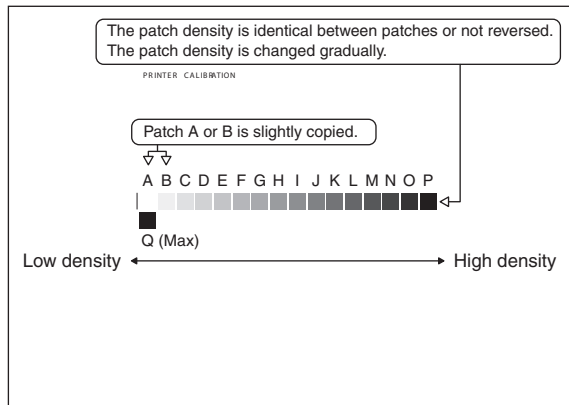 The patch density is identical between patches or not reversed.
The patch density is changed gradually.
PRINTER CALIBRATION
Patch A or B is slightly copied.
A B C D E F G H I J K L M N O P
Q (Max)
Low density High density